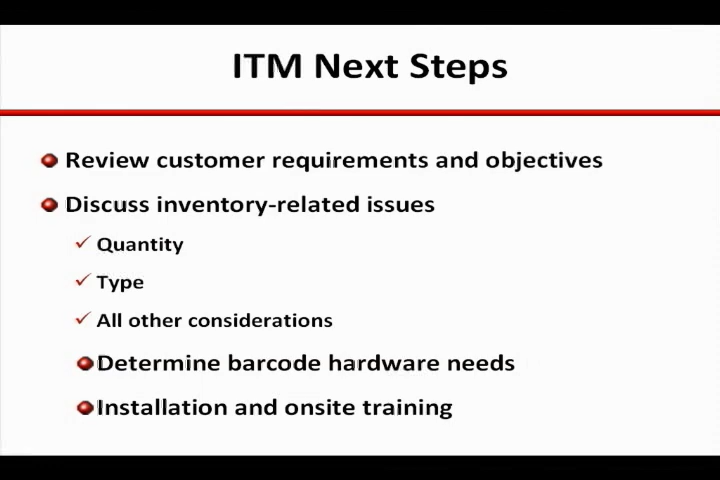 ITM Next Steps
Review customer requirements and objectives
Discuss inventory-related issues
Quantity
Type
All other considerations
Determine barcode hardware needs
Installation and onsite training